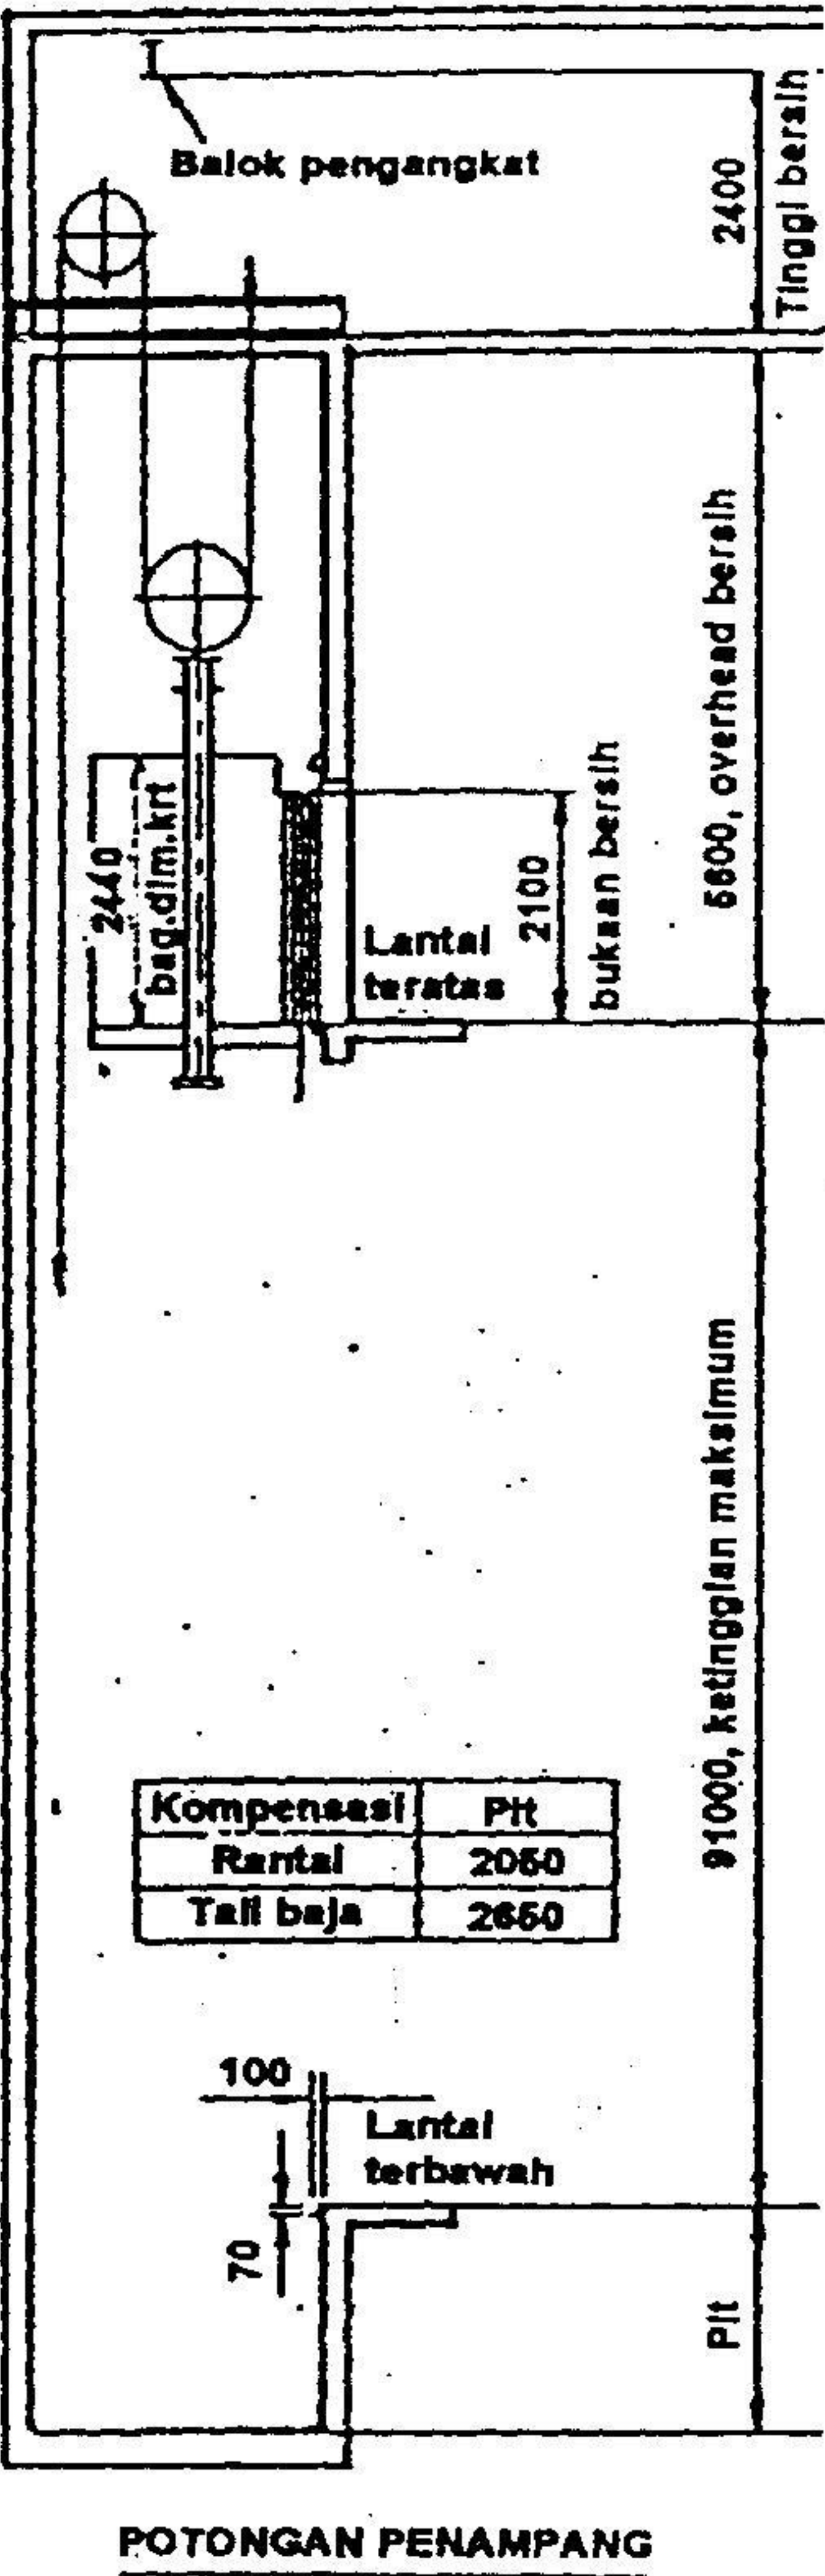 Balok pengangkat
2400
Tinggi bersih
overhead bersih
2440
bag.dlm.krt
2100
bukaan bersih
Lantai
teratas
91000, ketinggian maksimum
Kompensasi Pit
Rantai 2050
Tali baja 2650
100
Lantai
terbawah
70
Pit
POTONGAN PENAMPANG